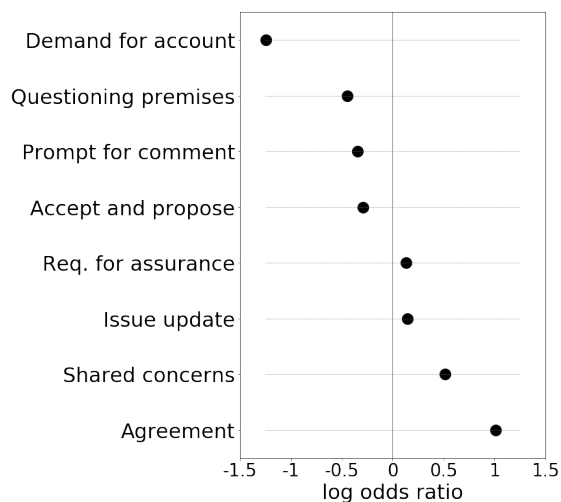 Demand for account
Questioning premises
Prompt for comment
Accept and propose
Req. for assurance
Issue update
Shared concerns
Agreement
-1.5 -1 -0.5 0 0.5 1 1.5
log odds ratio